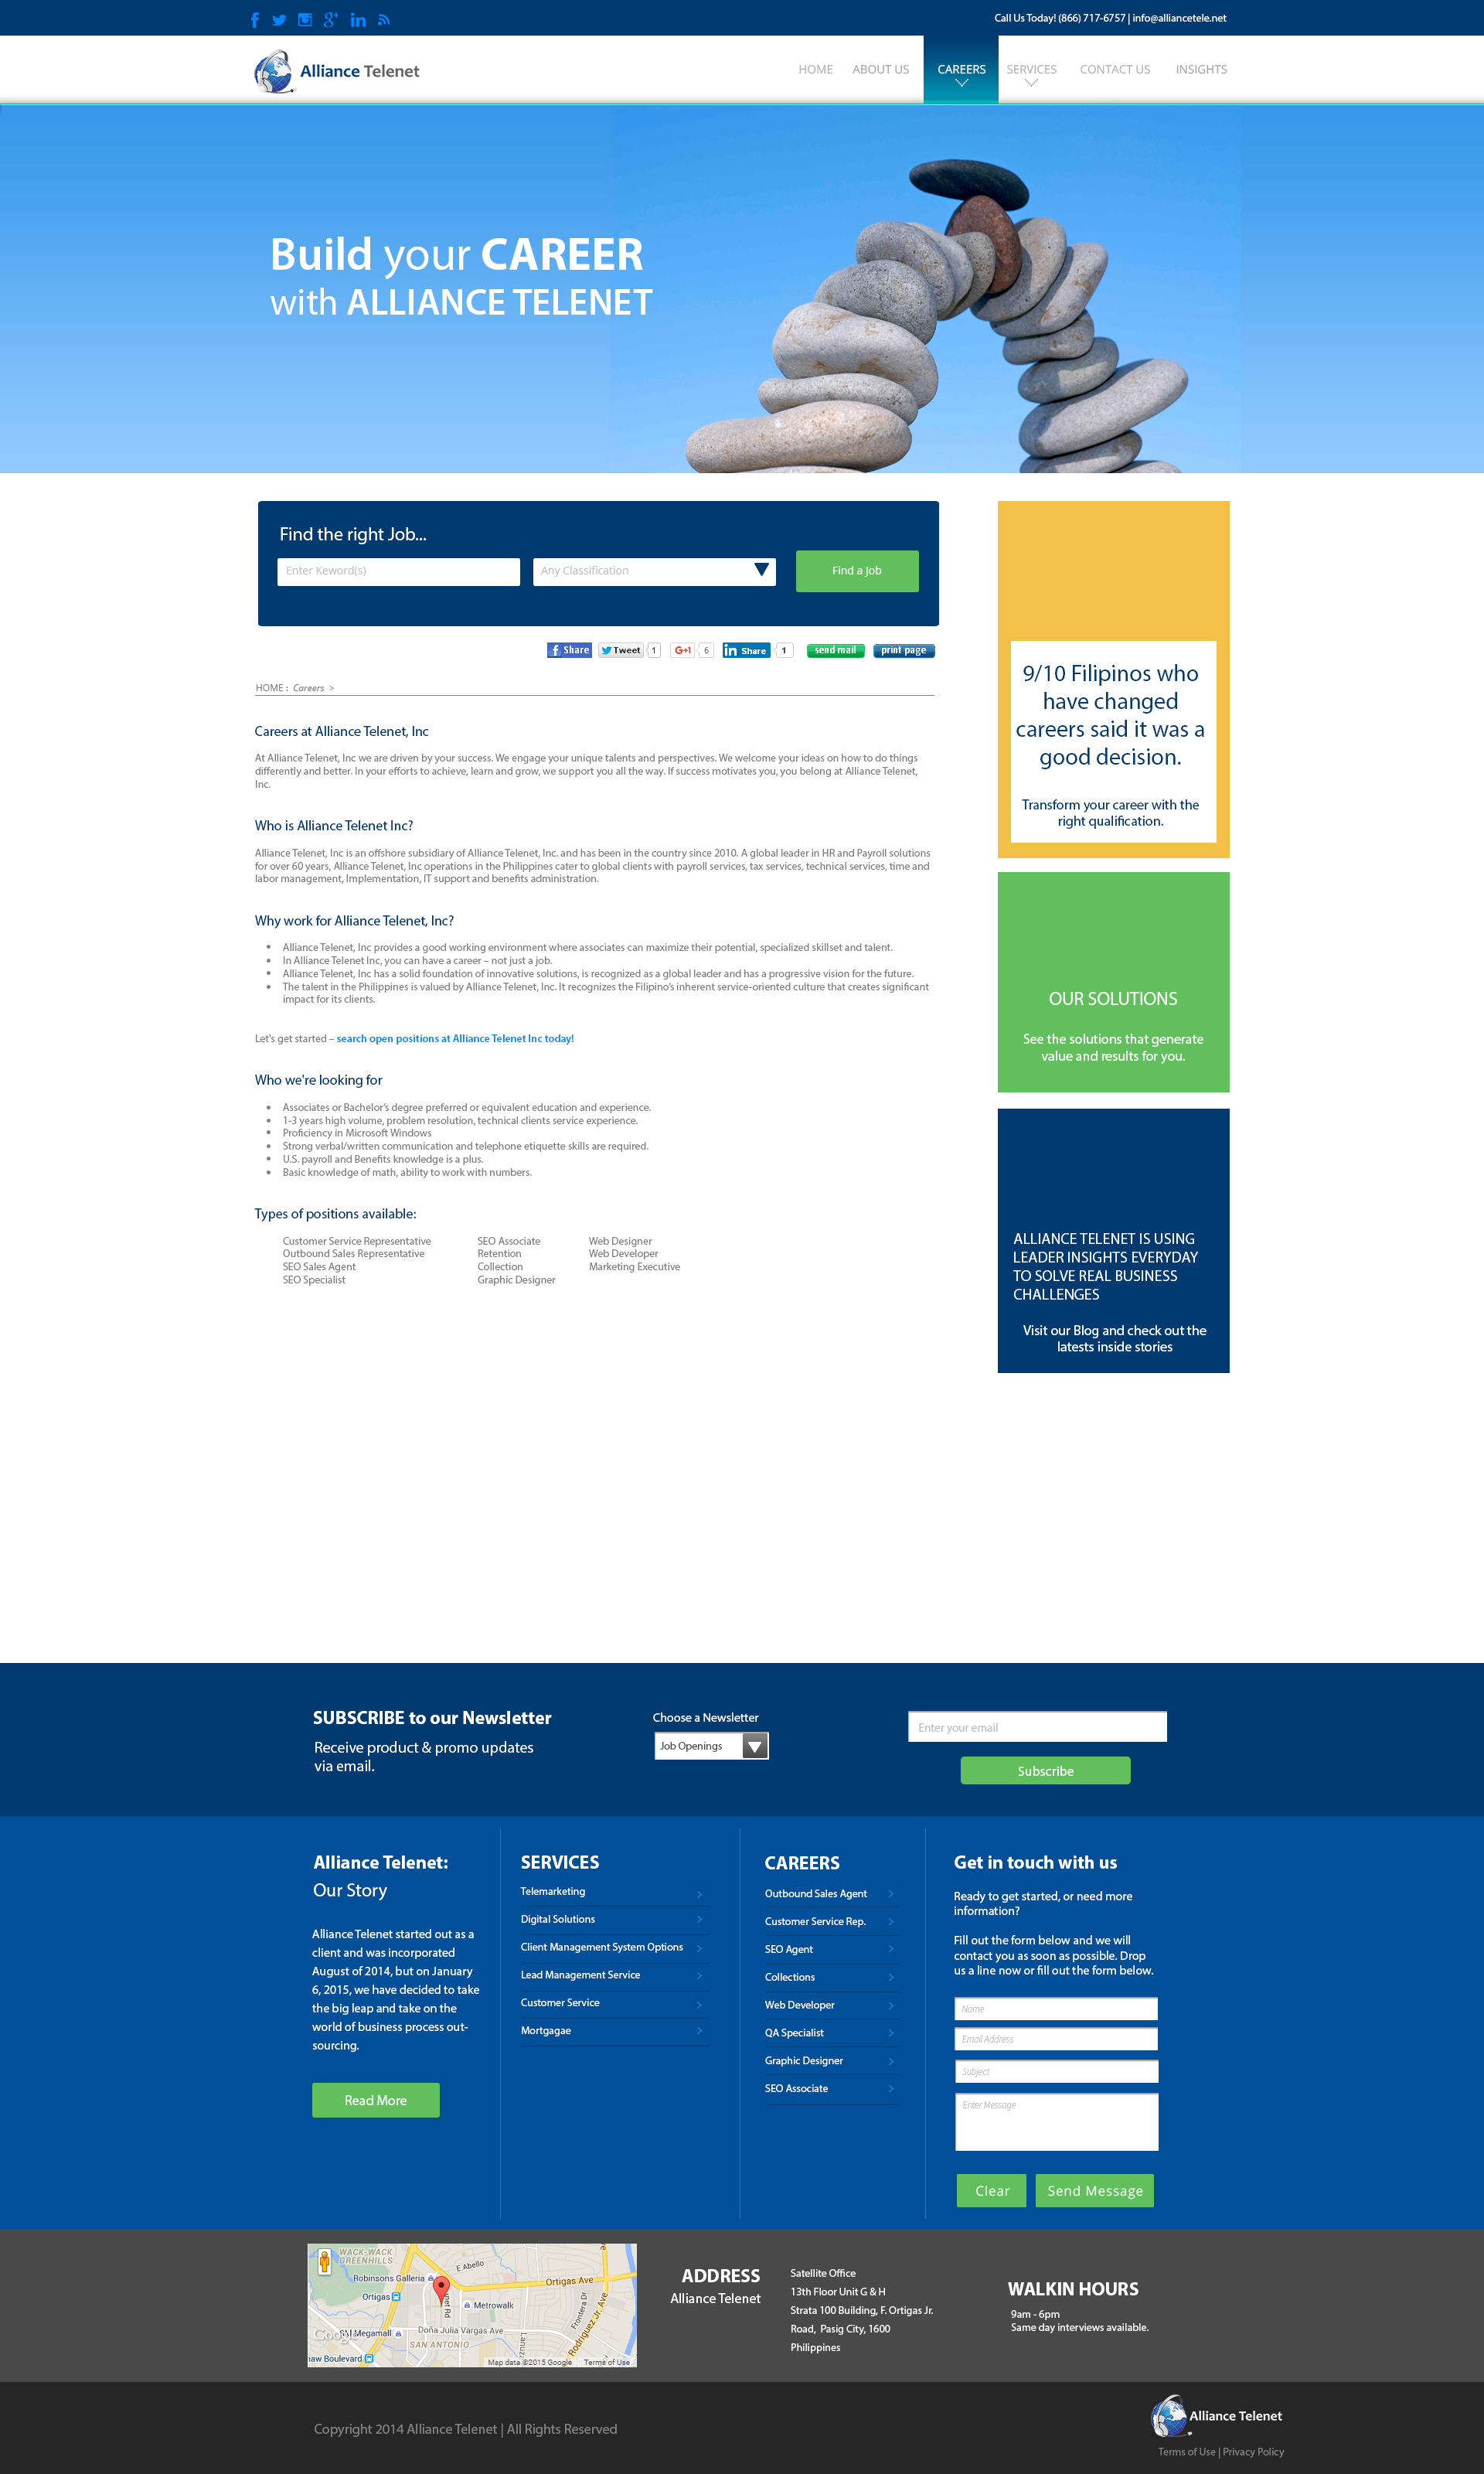 Call Us Today! (866) 717-6757 | info@alliancetele.net
Alliance Telenet
HOME ABOUT US CAREERS SERVICES CONTACT US INSIGHTS
Build your CAREER
with ALLIANCE TELENET
Find the right Job...
Enter Keword(s) Any Classification Find a Job
Share Tweet 1 G+1 6 in Share 1 send mail print page
HOME : Careers >
Careers at Alliance Telenet, Inc
At Alliance Telenet, Inc we are driven by your success. We engage your unique talents and perspectives. We welcome your ideas on how to do things
differently and better. In your efforts to achieve, learn and grow, we support you all the way. If success motivates you, you belong at Alliance Telenet,
Inc.
Who is Alliance Telenet Inc?
Alliance Telenet, Inc is an offshore subsidiary of Alliance Telenet, Inc. and has been in the country since 2010. A global leader in HR and Payroll solutions
for over 60 years, Alliance Telenet, Inc operations in the Philippines cater to global clients with payroll services, tax services, technical services, time and
labor management, Implementation, IT support and benefits administration.
Why work for Alliance Telenet, Inc?
• Alliance Telenet, Inc provides a good working environment where associates can maximize their potential, specialized skillset and talent.
• In Alliance Telenet Inc, you can have a career – not just a job.
• Alliance Telenet, Inc has a solid foundation of innovative solutions, is recognized as a global leader and has a progressive vision for the future.
• The talent in the Philippines is valued by Alliance Telenet, Inc. It recognizes the Filipino’s inherent service-oriented culture that creates significant
impact for its clients.
Let's get started – search open positions at Alliance Telenet Inc today!
Who we're looking for
• Associates or Bachelor’s degree preferred or equivalent education and experience.
• 1-3 years high volume, problem resolution, technical clients service experience.
• Proficiency in Microsoft Windows
• Strong verbal/written communication and telephone etiquette skills are required.
• U.S. payroll and Benefits knowledge is a plus.
• Basic knowledge of math, ability to work with numbers.
Types of positions available:
Customer Service Representative SEO Associate Web Designer
Outbound Sales Representative Retention Web Developer
SEO Sales Agent Collection Marketing Executive
SEO Specialist Graphic Designer
9/10 Filipinos who
have changed
careers said it was a
good decision.
Transform your career with the
right qualification.
OUR SOLUTIONS
See the solutions that generate
value and results for you.
ALLIANCE TELENET IS USING
LEADER INSIGHTS EVERYDAY
TO SOLVE REAL BUSINESS
CHALLENGES
Visit our Blog and check out the
latests inside stories
SUBSCRIBE to our Newsletter
Receive product & promo updates
via email.
Choose a Newsletter
Job Openings
Enter your email
Subscribe
Alliance Telenet:
Our Story
Alliance Telenet started out as a
client and was incorporated
August of 2014, but on January
6, 2015, we have decided to take
the big leap and take on the
world of business process out-
sourcing.
Read More
SERVICES
Telemarketing
Digital Solutions
Client Management System Options
Lead Management Service
Customer Service
Mortgagae
CAREERS
Outbound Sales Agent
Customer Service Rep.
SEO Agent
Collections
Web Developer
QA Specialist
Graphic Designer
SEO Associate
Get in touch with us
Ready to get started, or need more
information?
Fill out the form below and we will
contact you as soon as possible. Drop
us a line now or fill out the form below.
Name
Email Address
Subject
Enter Message
Clear Send Message
WACK-WACK
GREENHILLS
E. Abello
Robinsons Galleria
Ortigas Ave
Ortigas
Metrowalk
Frontera Dr
Doña Julia Vargas Ave
SM Megamall
SAN ANTONIO
Rodriguez Jr. Ave
Google
haw Boulevard
Map data ©2015 Google Terms of Use
ADDRESS
Alliance Telenet
Satellite Office
13th Floor Unit G & H
Strata 100 Building, F. Ortigas Jr.
Road, Pasig City, 1600
Philippines
WALKIN HOURS
9am - 6pm
Same day interviews available.
Copyright 2014 Alliance Telenet | All Rights Reserved
Alliance Telenet
Terms of Use | Privacy Policy